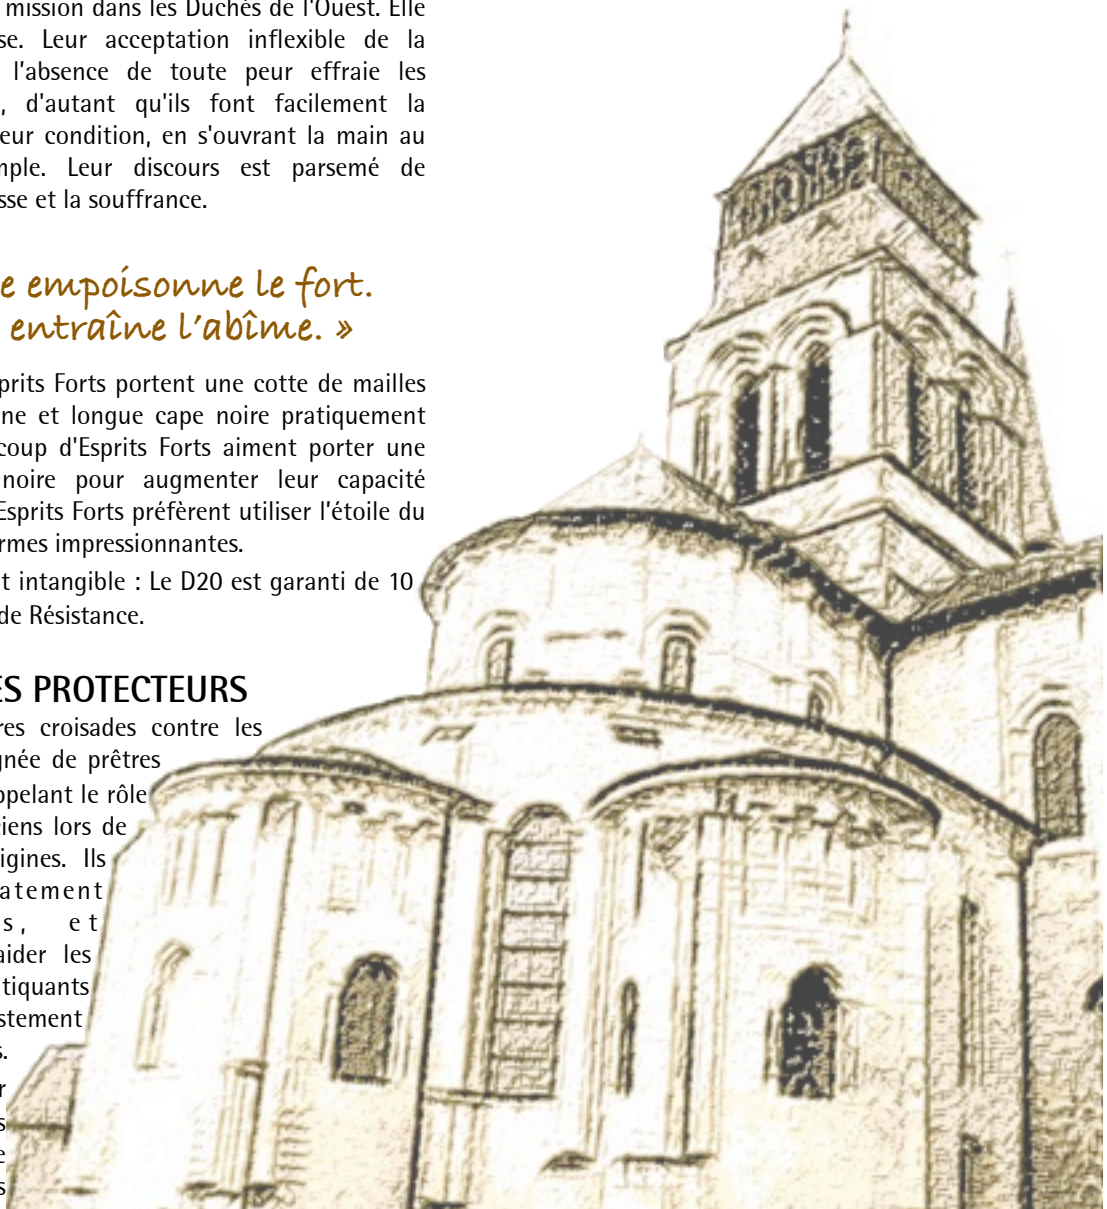 mission dans les Duchés de l'Ouest. Elle
se. Leur acceptation inflexible de la
l'absence de toute peur effraie les
, d'autant qu'ils font facilement la
eur condition, en s'ouvrant la main au
mple. Leur discours est parsemé de
sse et la souffrance.
e empoisonne le fort.
entraîne l'abîme. »
prits Forts portent une cotte de mailles
ne et longue cape noire pratiquement
coup d'Esprits Forts aiment porter une
noire pour augmenter leur capacité
Esprits Forts préfèrent utiliser l'étoile du
rmes impressionnantes.
t intangible : Le D20 est garanti de 10
de Résistance.
ES PROTECTEURS
res croisades contre les
gnée de prêtres
ppelant le rôle
ciens lors de
igines. Ils
atement
s, et
aider les
tiquants
stement
s.
r
s
e
s